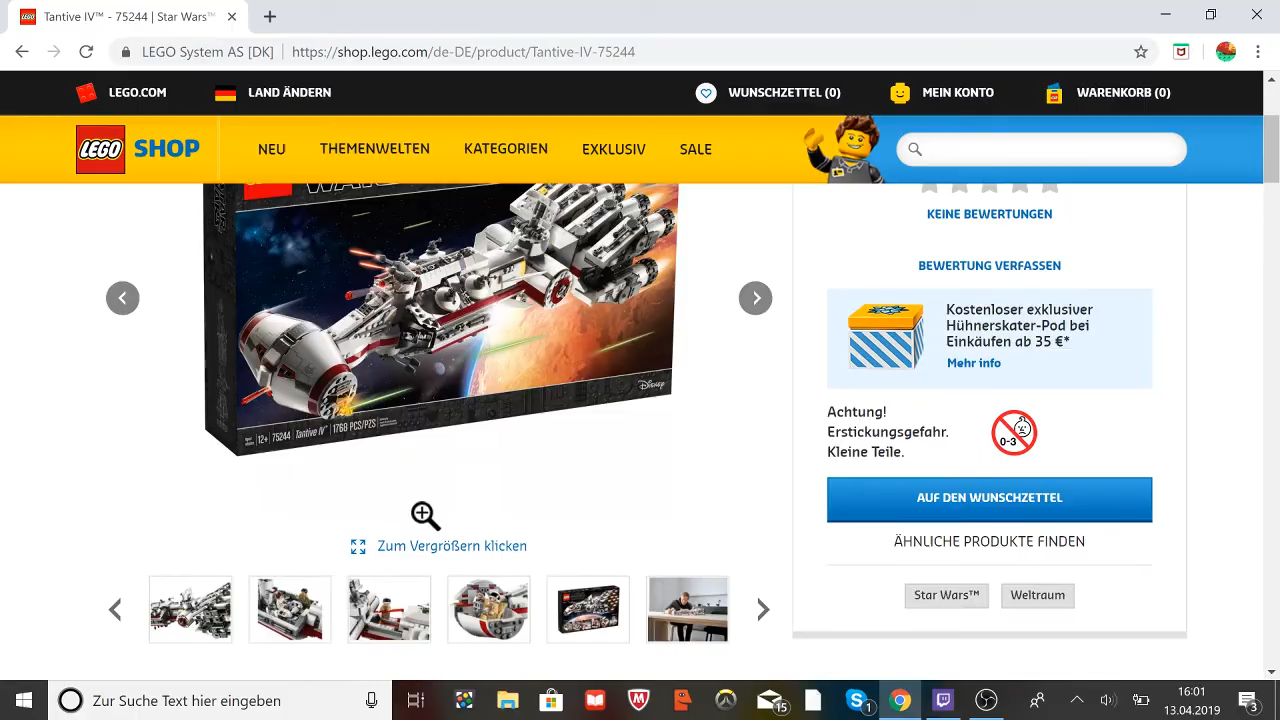 Tantive IV™ - 75244 | Star Wars™
LEGO System AS [DK] | https://shop.lego.com/de-DE/product/Tantive-IV-75244
LEGO.COM
LAND ÄNDERN
WUNSCHZETTEL (0)
MEIN KONTO
WARENKORB (0)
LEGO SHOP
NEU
THEMENWELTEN
KATEGORIEN
EXKLUSIV
SALE
KEINE BEWERTUNGEN
BEWERTUNG VERFASSEN
Kostenloser exklusiver
Hühnerskater-Pod bei
Einkäufen ab 35 €*
Mehr info
Disney
12+ 75244 Tantive IV™ 1768 PCS/PZS
Achtung!
Erstickungsgefahr.
Kleine Teile.
0-3
AUF DEN WUNSCHZETTEL
ÄHNLICHE PRODUKTE FINDEN
Zum Vergrößern klicken
Star Wars™
Weltraum
Zur Suche Text hier eingeben
15
1
16:01
13.04.2019
3